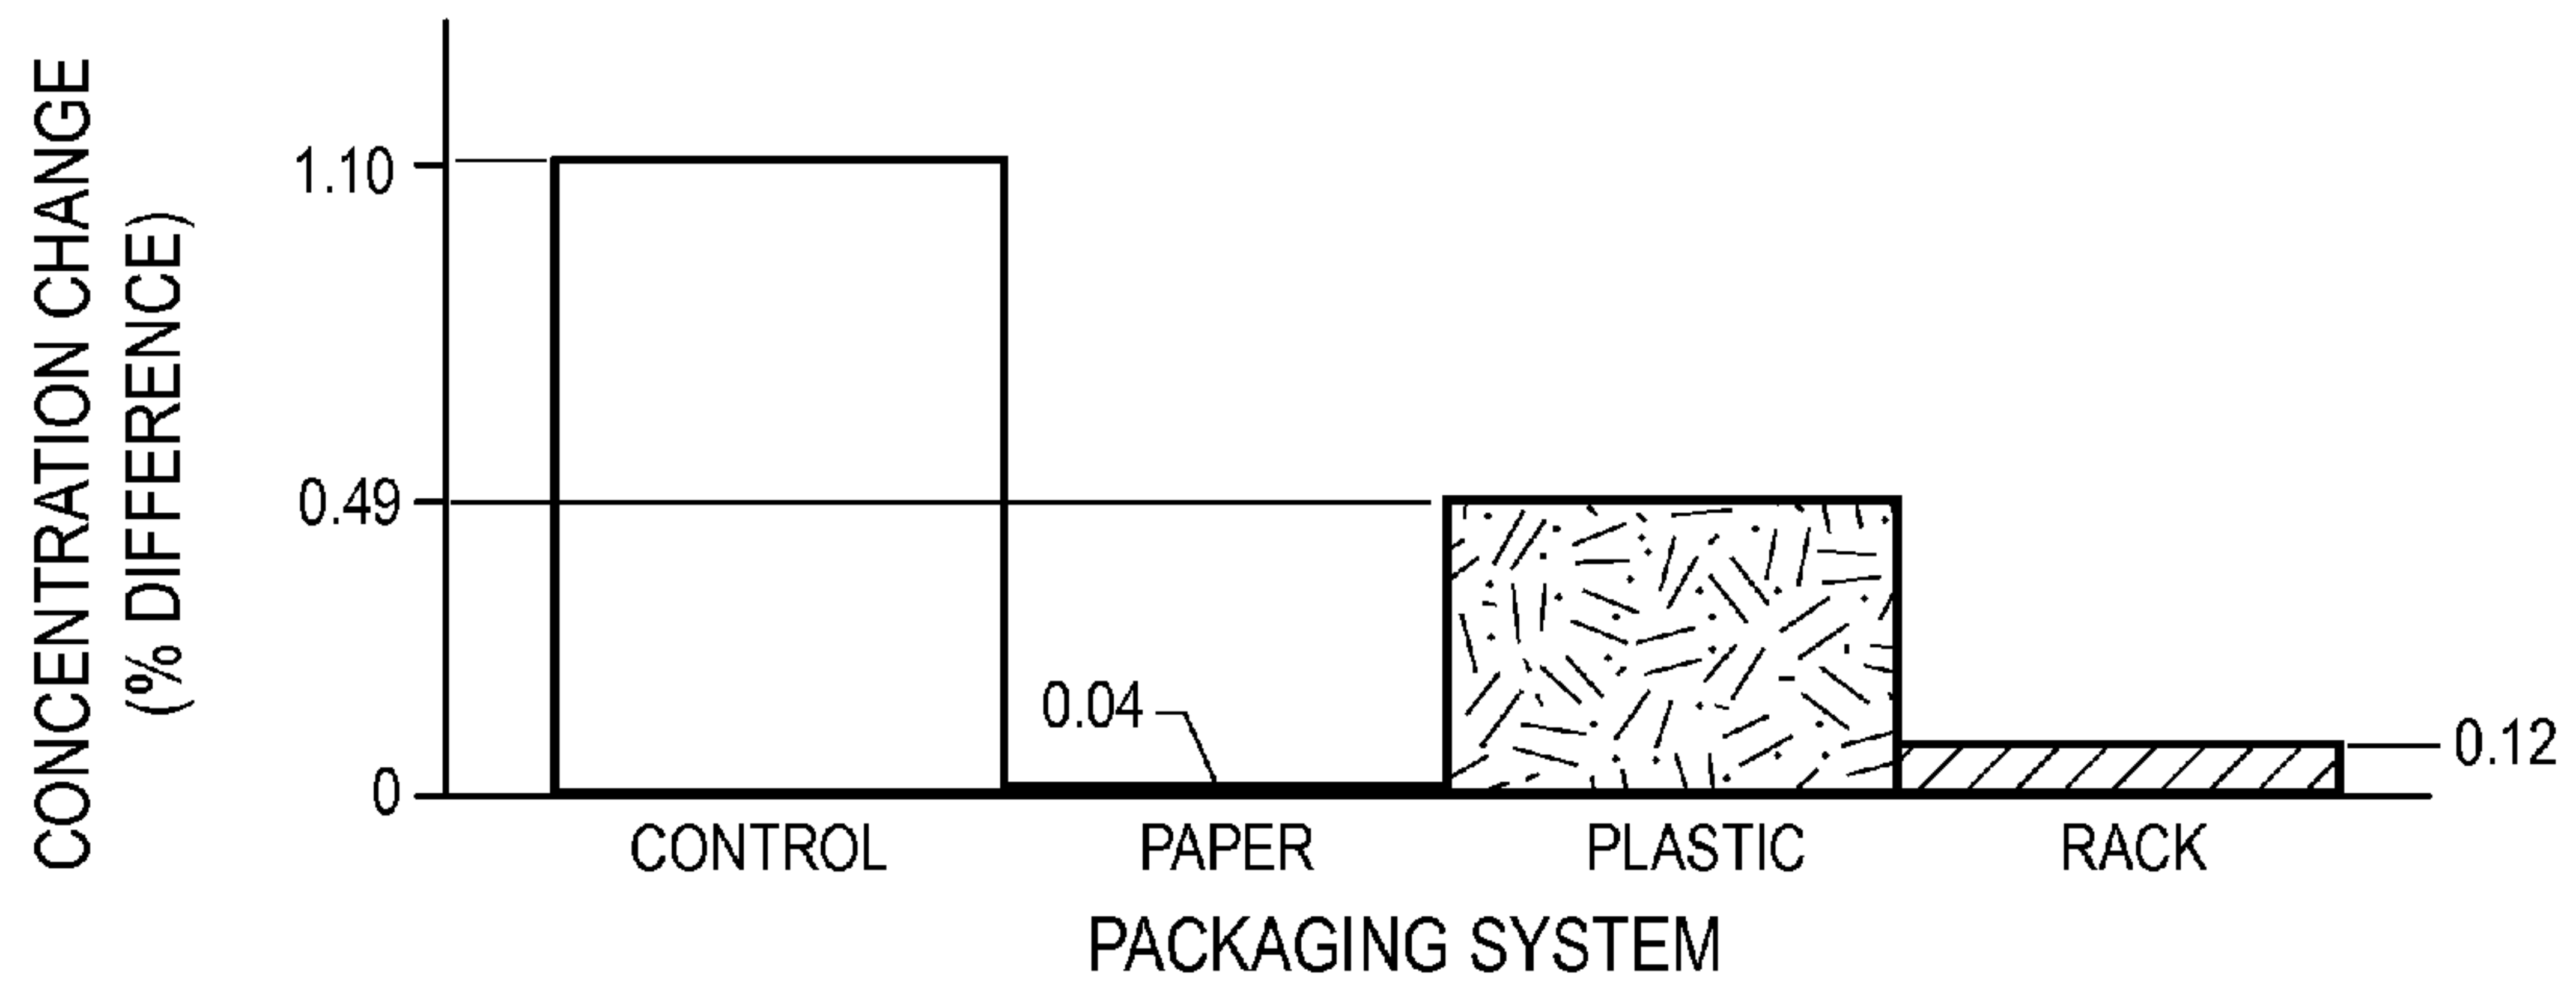 CONCENTRATION CHANGE
(% DIFFERENCE)
1.10
0.49
0
0.04
0.12
CONTROL
PAPER
PLASTIC
RACK
PACKAGING SYSTEM